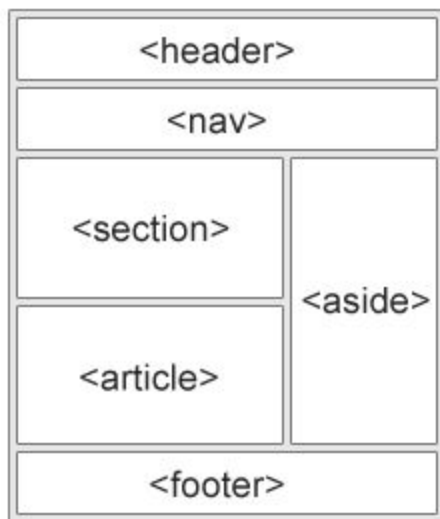 <header>
<nav>
<section>
<aside>
<article>
<footer>